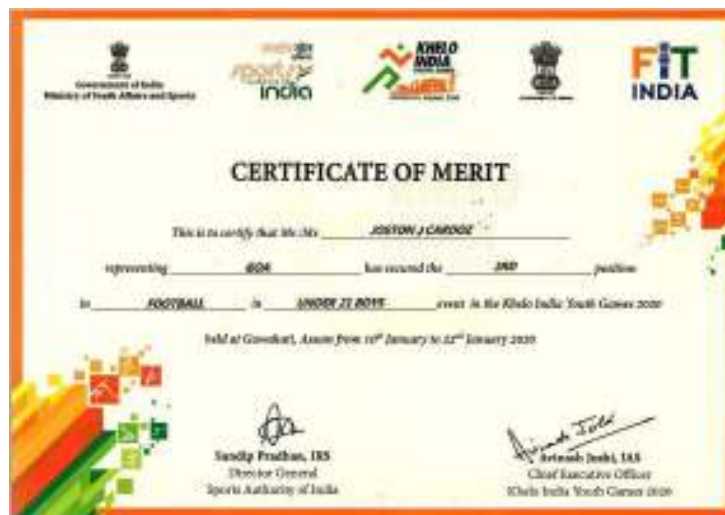 Government of India
Ministry of Youth Affairs and Sports
sports
india
KHELO
INDIA
FIT
INDIA
CERTIFICATE OF MERIT
This is to certify that Mr./Ms JOSTON J CARDOZ
representing GOA has secured the position
in FOOTBALL in UNDER 21 BOYS event in the Khelo India Youth Games 2020
held at Guwahati, Assam from 10th January to 22nd January 2020
Sandip Pradhan, IRS
Director General
Sports Authority of India
Avinash Joshi, IAS
Chief Executive Officer
Khelo India Youth Games 2020